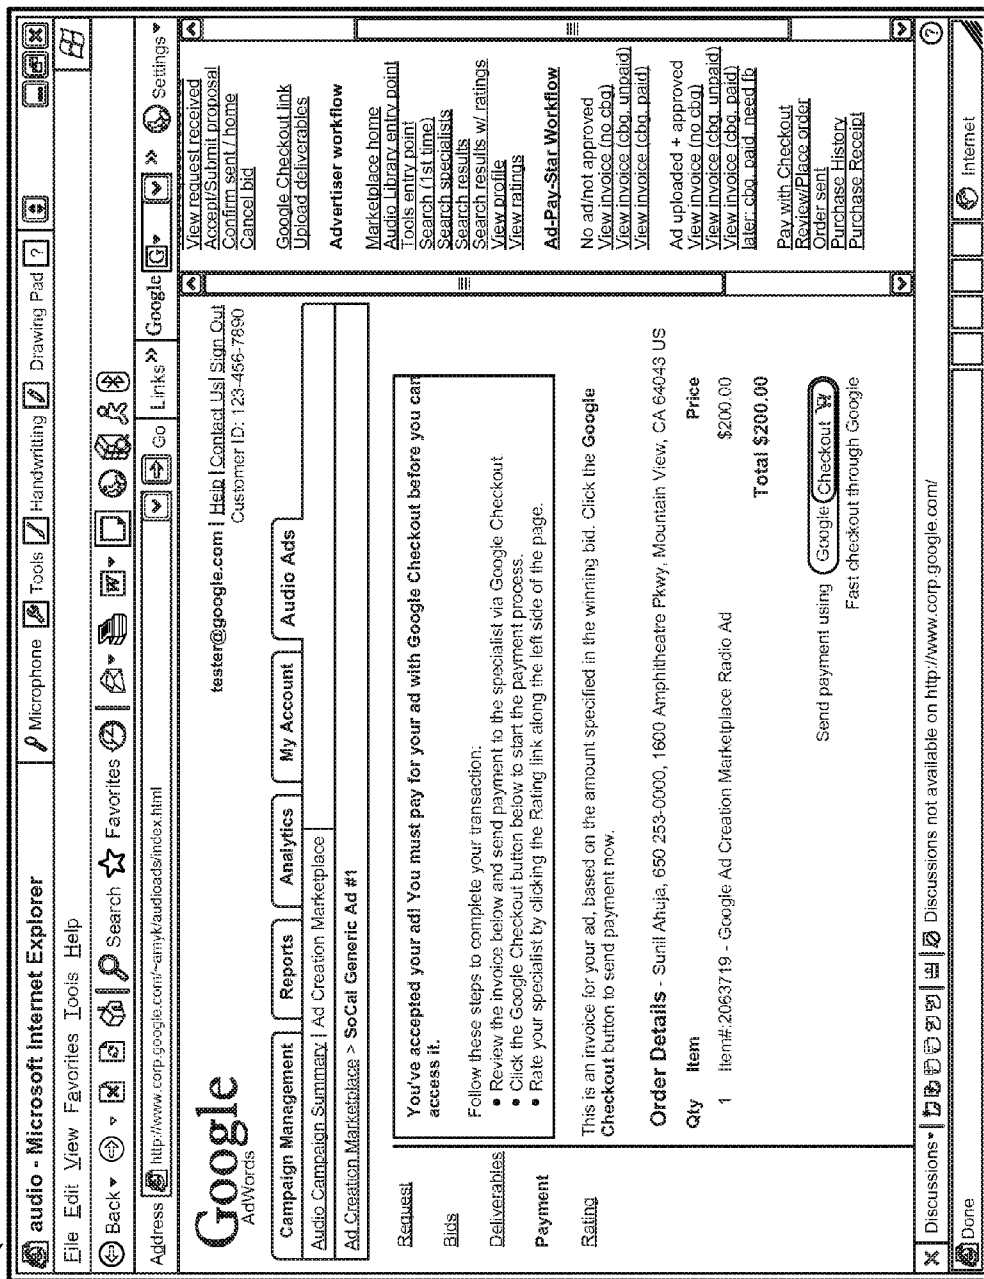 audio - Microsoft Internet Explorer
Microphone Tools Handwritting Drawing Pad ?
File Edit View Favorites Tools Help
Back Search Favorites W
Address http://www.corp.google.com/~amyk/audioads/index.html Go Links » Google G » Settings
Google
AdWords
tester@google.com | Help | Contact Us| Sign Out
Customer ID: 123-456-7890
Campaign Management Reports Analytics My Account Audio Ads
Audio Campaign Summary | Ad Creation Marketplace
Ad Creation Marketplace > SoCal Generic Ad #1
Request
Bids
Deliverables
Payment
Rating
You've accepted your ad! You must pay for your ad with Google Checkout before you can
access it.
Follow these steps to complete your transaction:
• Review the invoice below and send payment to the specialist via Google Checkout
• Click the Google Checkout button below to start the payment process.
• Rate your specialist by clicking the Rating link along the left side of the page.
This is an invoice for your ad, based on the amount specified in the winning bid. Click the Google
Checkout button to send payment now.
Order Details - Sunil Ahuja, 650 253-0000, 1600 Amphitheatre Pkwy, Mountain View, CA 64043 US
Qty Item Price
1 Item#:2063719 - Google Ad Creation Marketplace Radio Ad $200.00
Total $200.00
Send payment using Google Checkout
Fast checkout through Google
View request received
Accept/Submit proposal
Confirm sent / home
Cancel bid
Google Checkout link
Upload deliverables
Advertiser workflow
Marketplace home
Audio Library entry point
Tools entry point
Search (1st time)
Search specialists
Search results
Search results w/ ratings
View profile
View ratings
Ad-Pay-Star Workflow
No ad/not approved
View invoice (no cbg)
View invoice (cbg, unpaid)
View invoice (cbg, paid)
Ad uploaded + approved
View invoice (no cbg)
View invoice (cbg, unpaid)
View invoice (cbg, paid)
later: cbg, paid, need fb
Pay with Checkout
Review/Place order
Order sent
Purchase History
Purchase Receipt
X Discussions Discussions not available on http://www.corp.google.com/ ?
Done Internet